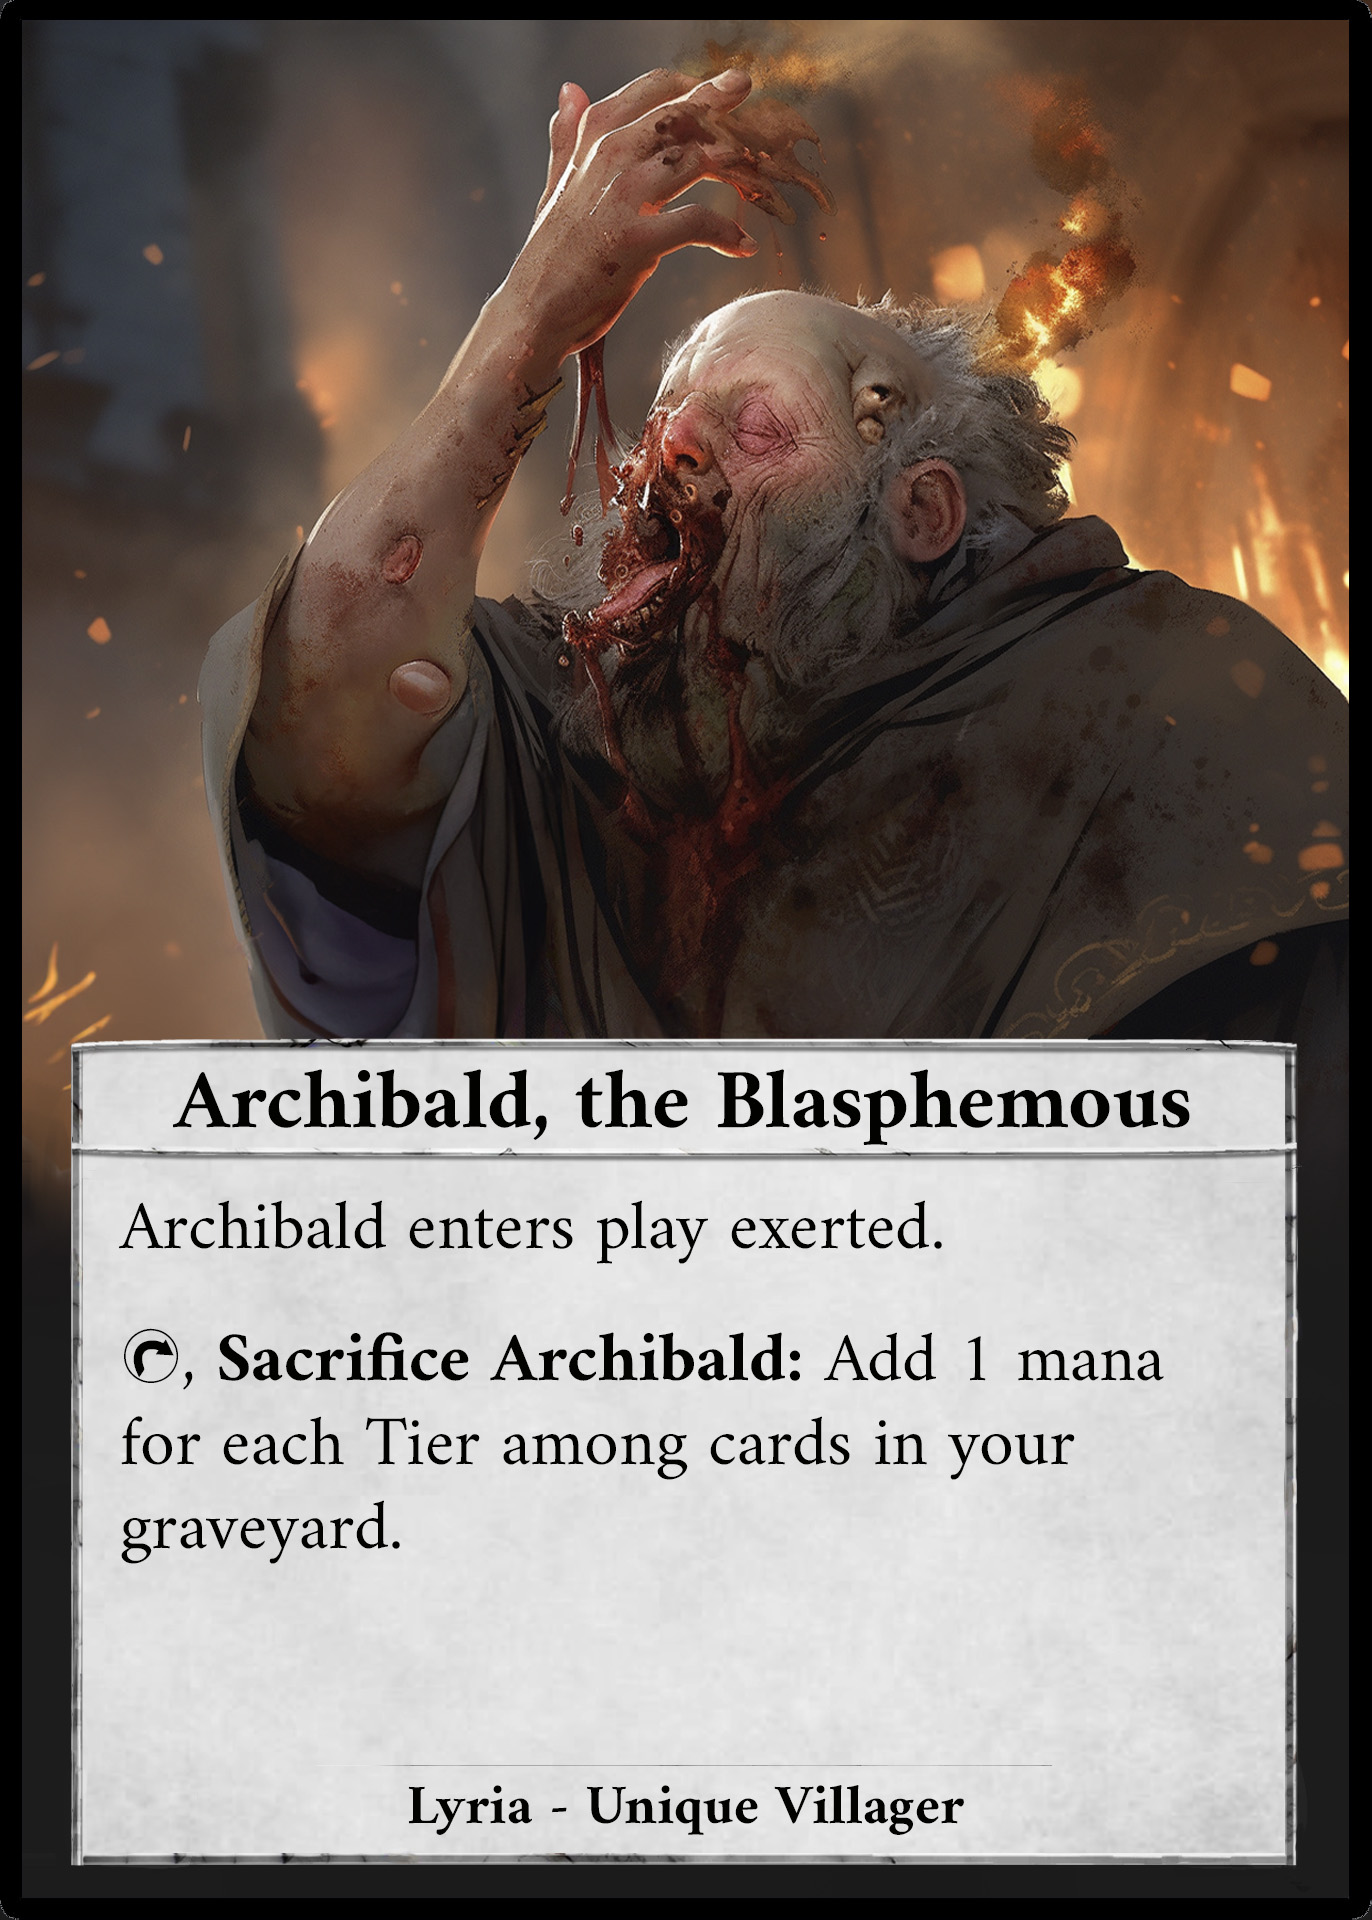 Archibald, the Blasphemous
Archibald enters play exerted.
, Sacrifice Archibald: Add 1 mana
for each Tier among cards in your
graveyard.
Lyria - Unique Villager